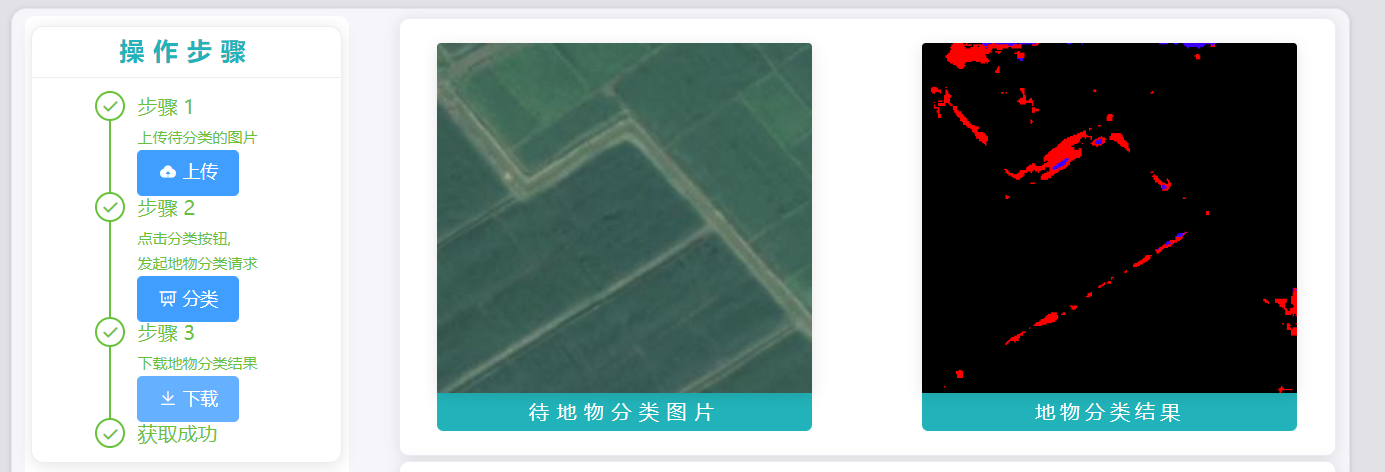 操作步骤
步骤 1
上传待分类的图片
上传
步骤 2
点击分类按钮,
发起地物分类请求
分类
步骤 3
下载地物分类结果
下载
获取成功
待地物分类图片
地物分类结果